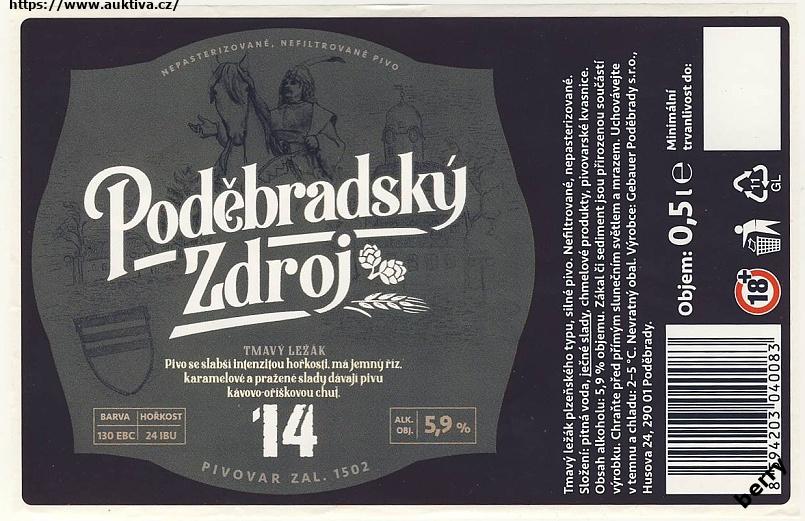 https://www.auktiva.cz/
NEPASTERIZOVANÉ, NEFILTROVANÉ PIVO
Poděbradský
Zdroj
TMAVÝ LEŽÁK
Pivo se slabší intenzitou hořkosti, má jemný říz,
karamelové a pražené slady dávají pivu
kávovo-oříškovou chuť.
BARVA HOŘKOST
130 EBC 24 IBU
14
ALK. OBJ. 5,9 %
PIVOVAR ZAL. 1502
Tmavý ležák plzeňského typu, silné pivo. Nefiltrované, nepasterizované.
Složení: pitná voda, ječné slady, chmelové produkty, pivovarské kvasnice.
Obsah alkoholu: 5,9 % objemu. Zákal či sediment jsou přirozenou součástí
výrobku. Chraňte před přímým slunečním světlem a mrazem. Uchovávejte
v temnu a chladu: 2–5 °C. Nevratný obal. Výrobce: Gebauer Poděbrady s.r.o.,
Husova 24, 290 01 Poděbrady.
Objem: 0,5 l e
Minimální
trvanlivost do:
18+
11
GL
8594203040083
berry